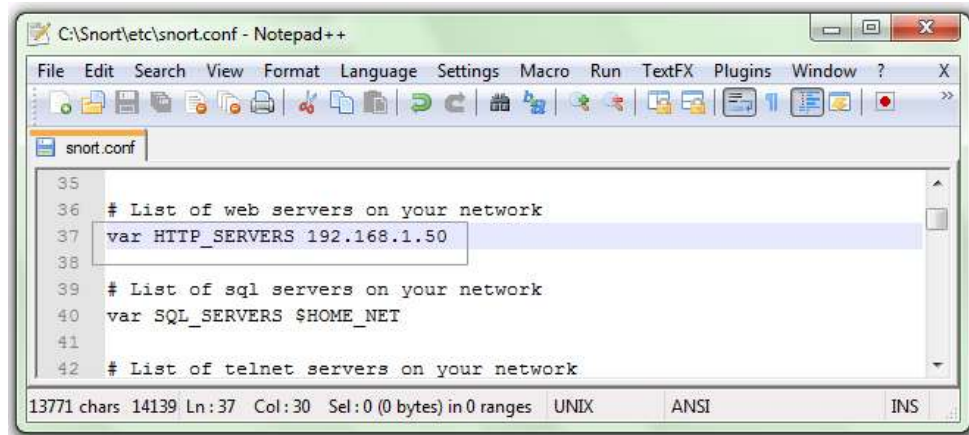 C:\Snort\etc\snort.conf - Notepad++
File Edit Search View Format Language Settings Macro Run TextFX Plugins Window ? X
snort.conf
35
36 # List of web servers on your network
37 var HTTP_SERVERS 192.168.1.50
38
39 # List of sql servers on your network
40 var SQL_SERVERS $HOME_NET
41
42 # List of telnet servers on your network
13771 chars 14139 Ln : 37 Col : 30 Sel : 0 (0 bytes) in 0 ranges UNIX ANSI INS